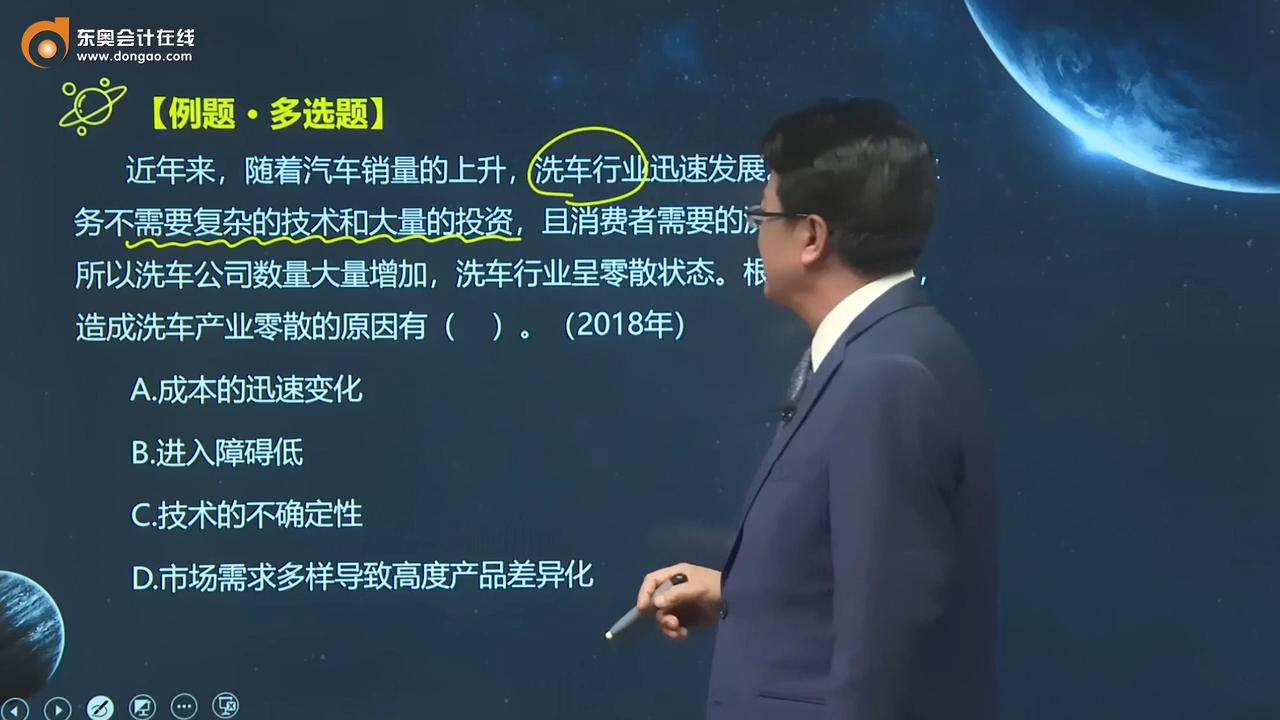 东奥会计在线
www.dongao.com
【例题·多选题】
近年来，随着汽车销量的上升，洗车行业迅速发展
务不需要复杂的技术和大量的投资，且消费者需要的
所以洗车公司数量大量增加，洗车行业呈零散状态。根
造成洗车产业零散的原因有（ ）。（2018年）
A.成本的迅速变化
B.进入障碍低
C.技术的不确定性
D.市场需求多样导致高度产品差异化